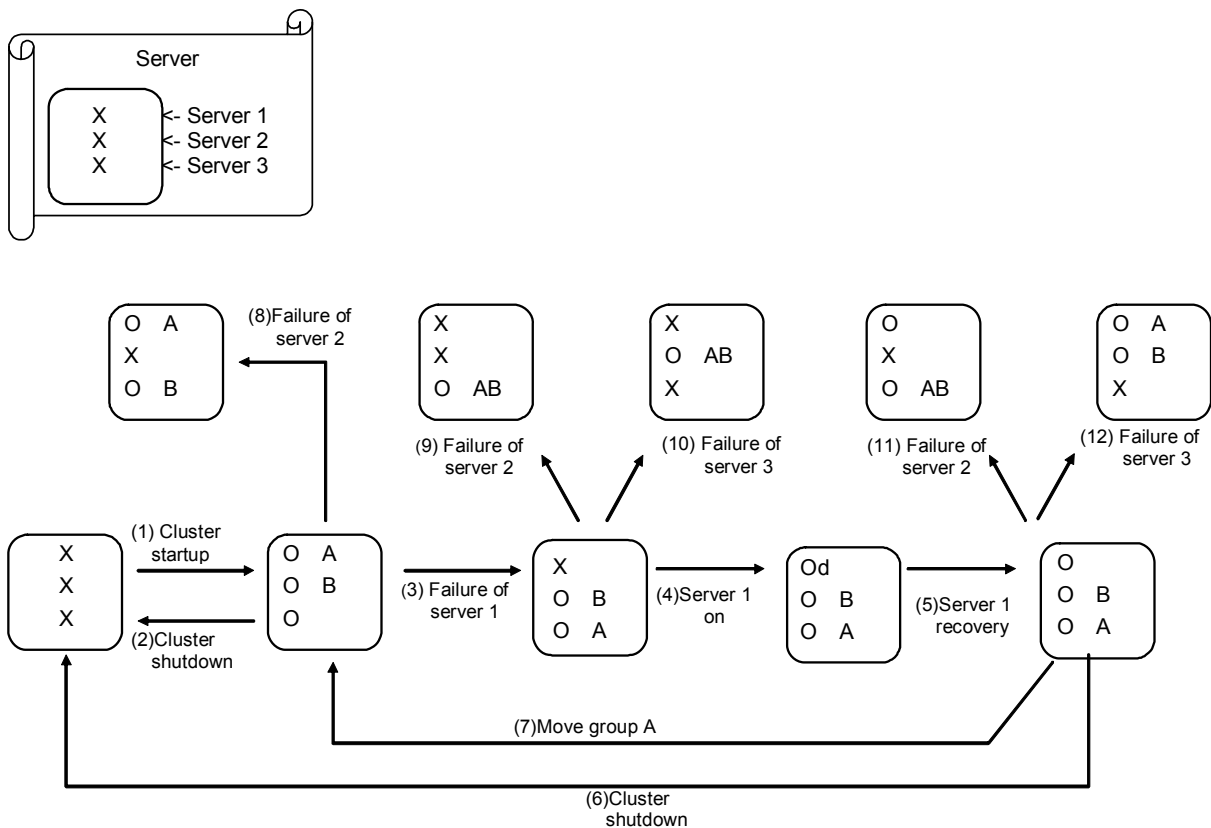 Server
X <- Server 1
X <- Server 2
X <- Server 3
O A
X
O B
(8)Failure of
server 2
X
X
O AB
X
O AB
X
O
X
O AB
O A
O B
X
(9) Failure of
server 2
(10) Failure of
server 3
(11) Failure of
server 2
(12) Failure of
server 3
X
X
X
(1) Cluster
startup
(2)Cluster
shutdown
O A
O B
O
(3) Failure of
server 1
X
O B
O A
(4)Server 1
on
Od
O B
O A
(5)Server 1
recovery
O
O B
O A
(7)Move group A
(6)Cluster
shutdown